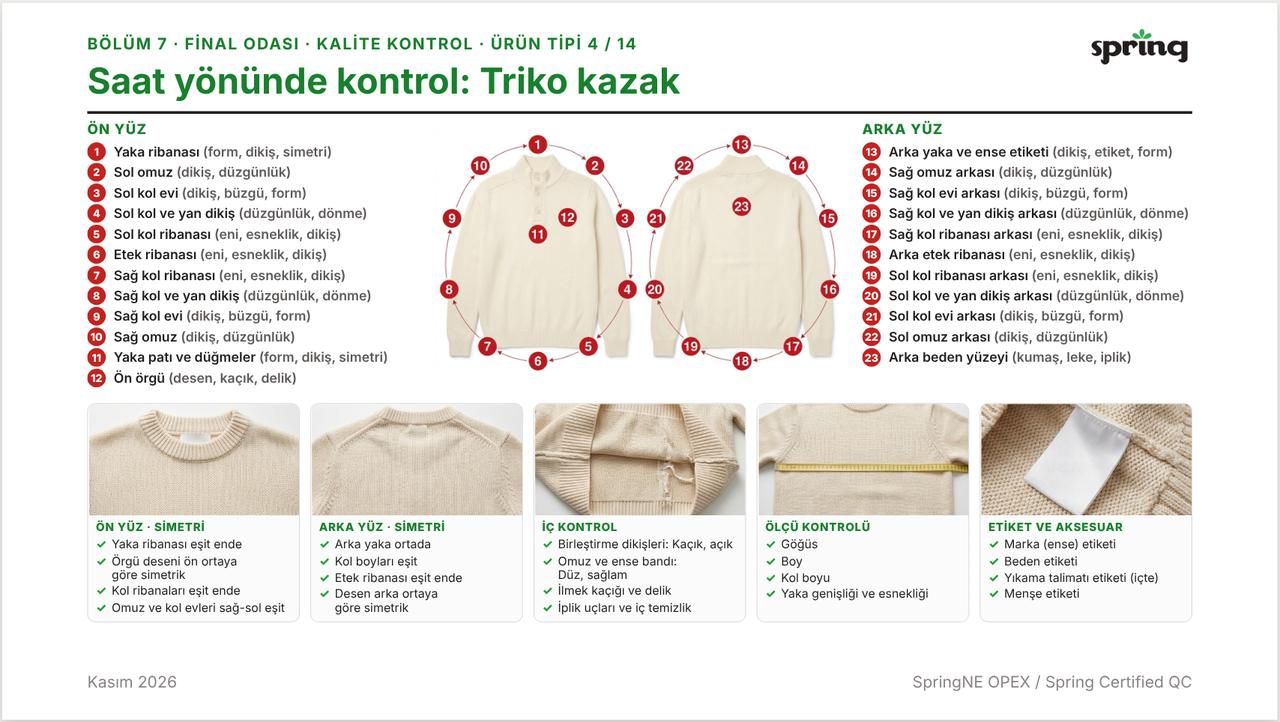 BÖLÜM 7 · FİNAL ODASI · KALİTE KONTROL · ÜRÜN TİPİ 4 / 14
spring
Saat yönünde kontrol: Triko kazak
ÖN YÜZ
1 Yaka ribanası (form, dikiş, simetri)
2 Sol omuz (dikiş, düzgünlük)
3 Sol kol evi (dikiş, büzgü, form)
4 Sol kol ve yan dikiş (düzgünlük, dönme)
5 Sol kol ribanası (eni, esneklik, dikiş)
6 Etek ribanası (eni, esneklik, dikiş)
7 Sağ kol ribanası (eni, esneklik, dikiş)
8 Sağ kol ve yan dikiş (düzgünlük, dönme)
9 Sağ kol evi (dikiş, büzgü, form)
10 Sağ omuz (dikiş, düzgünlük)
11 Yaka patı ve düğmeler (form, dikiş, simetri)
12 Ön örgü (desen, kaçık, delik)
1
10 2
9 12 3
11
8 4
7 5
6
13
22 14
23
21 15
20 16
19 17
18
ARKA YÜZ
13 Arka yaka ve ense etiketi (dikiş, etiket, form)
14 Sağ omuz arkası (dikiş, düzgünlük)
15 Sağ kol evi arkası (dikiş, büzgü, form)
16 Sağ kol ve yan dikiş arkası (düzgünlük, dönme)
17 Sağ kol ribanası arkası (eni, esneklik, dikiş)
18 Arka etek ribanası (eni, esneklik, dikiş)
19 Sol kol ribanası arkası (eni, esneklik, dikiş)
20 Sol kol ve yan dikiş arkası (düzgünlük, dönme)
21 Sol kol evi arkası (dikiş, büzgü, form)
22 Sol omuz arkası (dikiş, düzgünlük)
23 Arka beden yüzeyi (kumaş, leke, iplik)
ÖN YÜZ · SİMETRİ
✓ Yaka ribanası eşit ende
✓ Örgü deseni ön ortaya
göre simetrik
✓ Kol ribanaları eşit ende
✓ Omuz ve kol evleri sağ-sol eşit
ARKA YÜZ · SİMETRİ
✓ Arka yaka ortada
✓ Kol boyları eşit
✓ Etek ribanası eşit ende
✓ Desen arka ortaya
göre simetrik
İÇ KONTROL
✓ Birleştirme dikişleri: Kaçık, açık
✓ Omuz ve ense bandı:
Düz, sağlam
✓ İlmek kaçığı ve delik
✓ İplik uçları ve iç temizlik
ÖLÇÜ KONTROLÜ
✓ Göğüs
✓ Boy
✓ Kol boyu
✓ Yaka genişliği ve esnekliği
ETİKET VE AKSESUAR
✓ Marka (ense) etiketi
✓ Beden etiketi
✓ Yıkama talimatı etiketi (içte)
✓ Menşe etiketi
Kasım 2026
SpringNE OPEX / Spring Certified QC